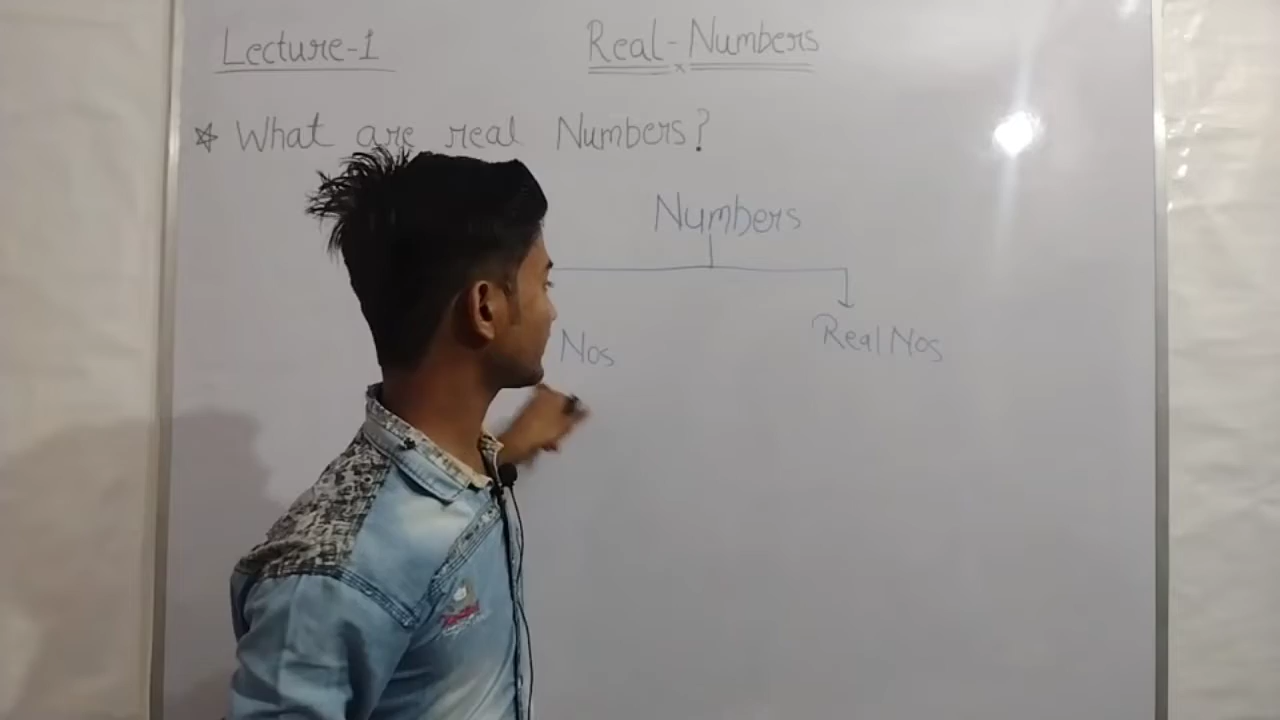 Lecture-1
Real-Numbers
☆ What are real Numbers?
Numbers
Nos
Real Nos